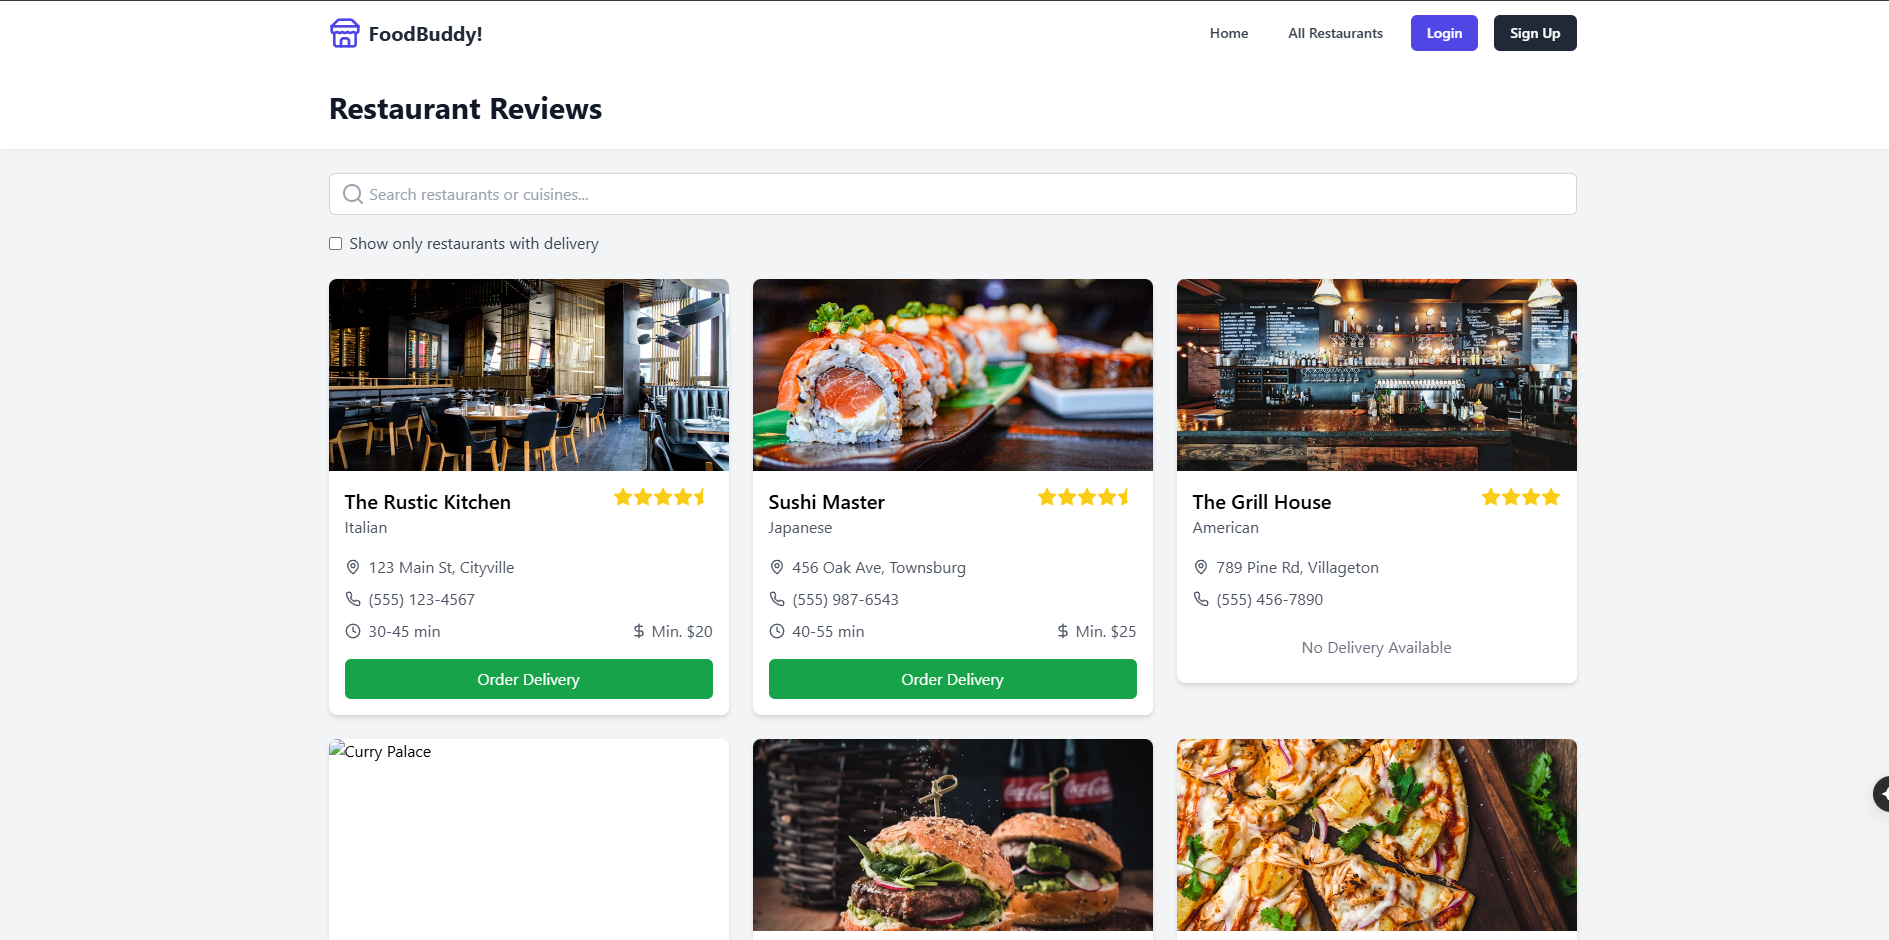 FoodBuddy!
Home
All Restaurants
Login
Sign Up
Restaurant Reviews
Search restaurants or cuisines...
Show only restaurants with delivery
The Rustic Kitchen
Italian
123 Main St, Cityville
(555) 123-4567
30-45 min
$ Min. $20
Order Delivery
Sushi Master
Japanese
456 Oak Ave, Townsburg
(555) 987-6543
40-55 min
$ Min. $25
Order Delivery
The Grill House
American
789 Pine Rd, Villageton
(555) 456-7890
No Delivery Available
Curry Palace
Coca-Cola